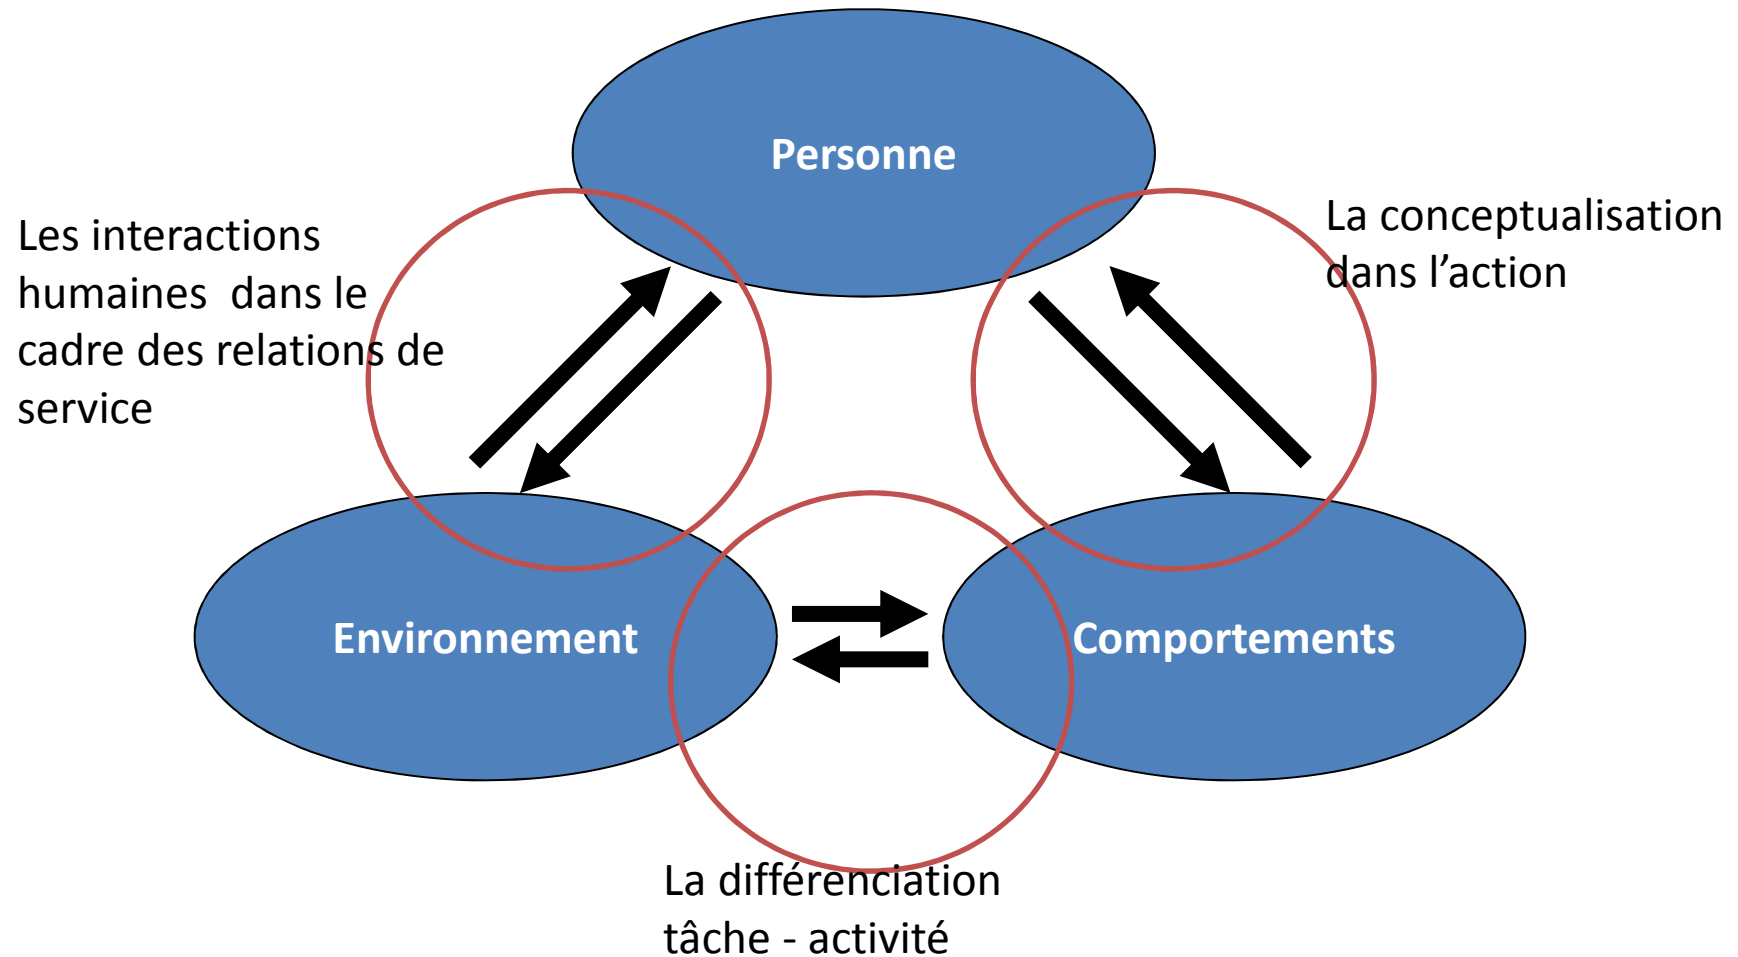 Personne
Les interactions
humaines  dans le
cadre des relations de
service
La conceptualisation
dans l’action
Environnement
Comportements
La différenciation
tâche - activité